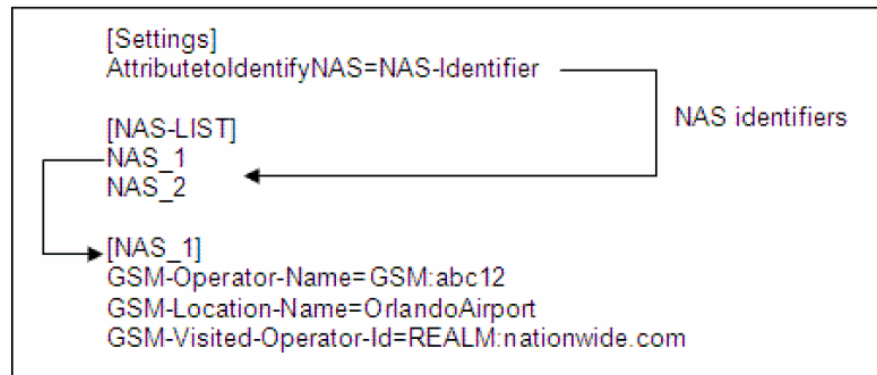 [Settings]
AttributetoIdentifyNAS=NAS-Identifier
NAS identifiers
[NAS-LIST]
NAS_1
NAS_2
[NAS_1]
GSM-Operator-Name=GSM:abc12
GSM-Location-Name=OrlandoAirport
GSM-Visited-Operator-Id=REALM:nationwide.com